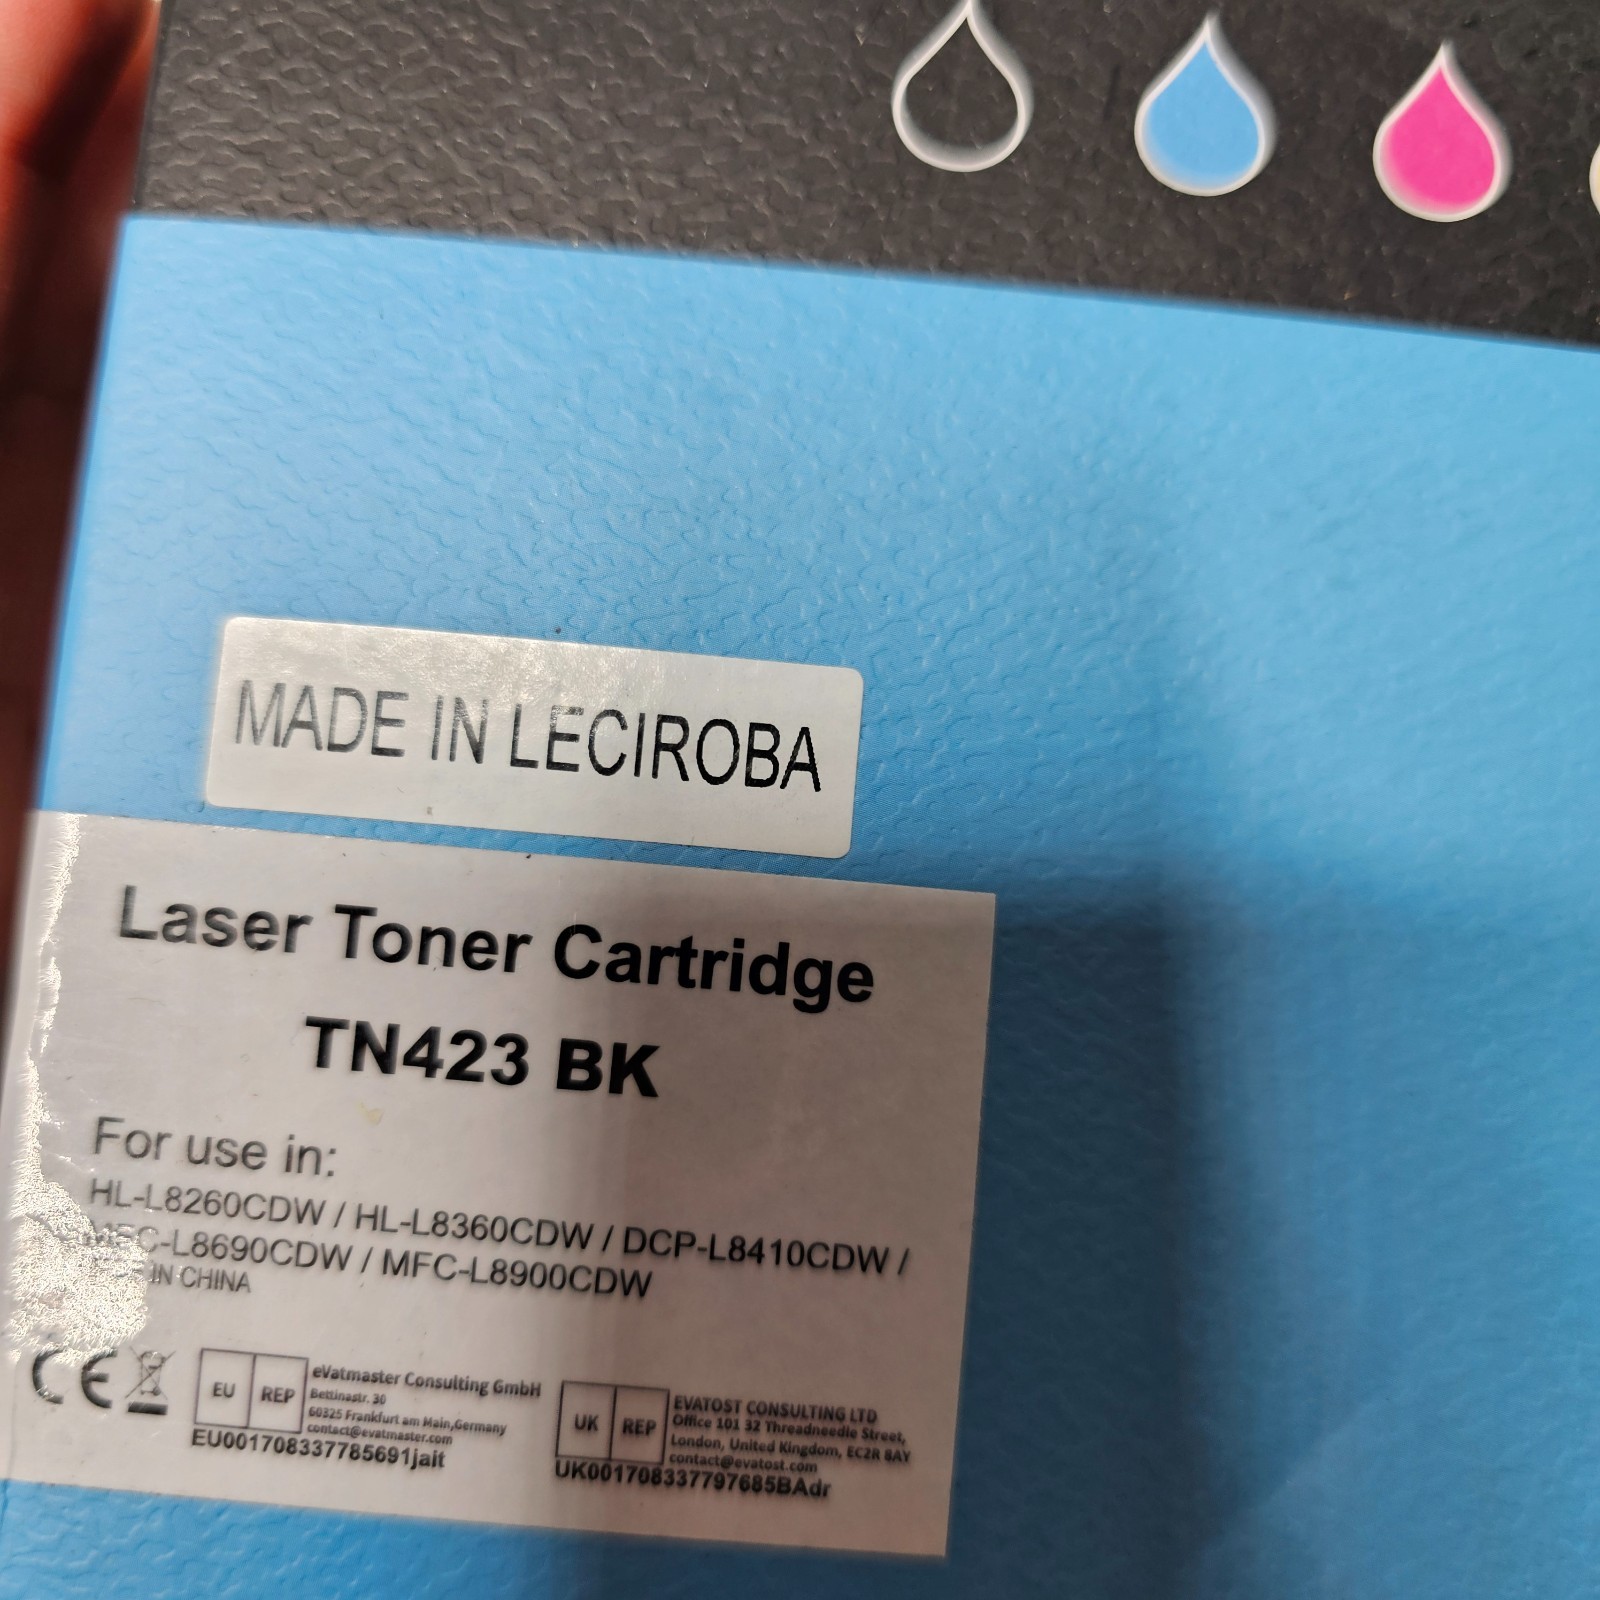 MADE IN LECIROBA
Laser Toner Cartridge
TN423 BK
For use in:
HL-L8260CDW / HL-L8360CDW / DCP-L8410CDW /
MFC-L8690CDW / MFC-L8900CDW
IN CHINA
CE
EU REP
eVatmaster Consulting GmbH
Bettinastr. 30
60325 Frankfurt am Main,Germany
contact@evatmaster.com
EU001708337785691jait
UK REP
EVATOST CONSULTING LTD
Office 101 32 Threadneedle Street,
London, United Kingdom, EC2R 8AY
contact@evatost.com
UK001708337797685BAdr